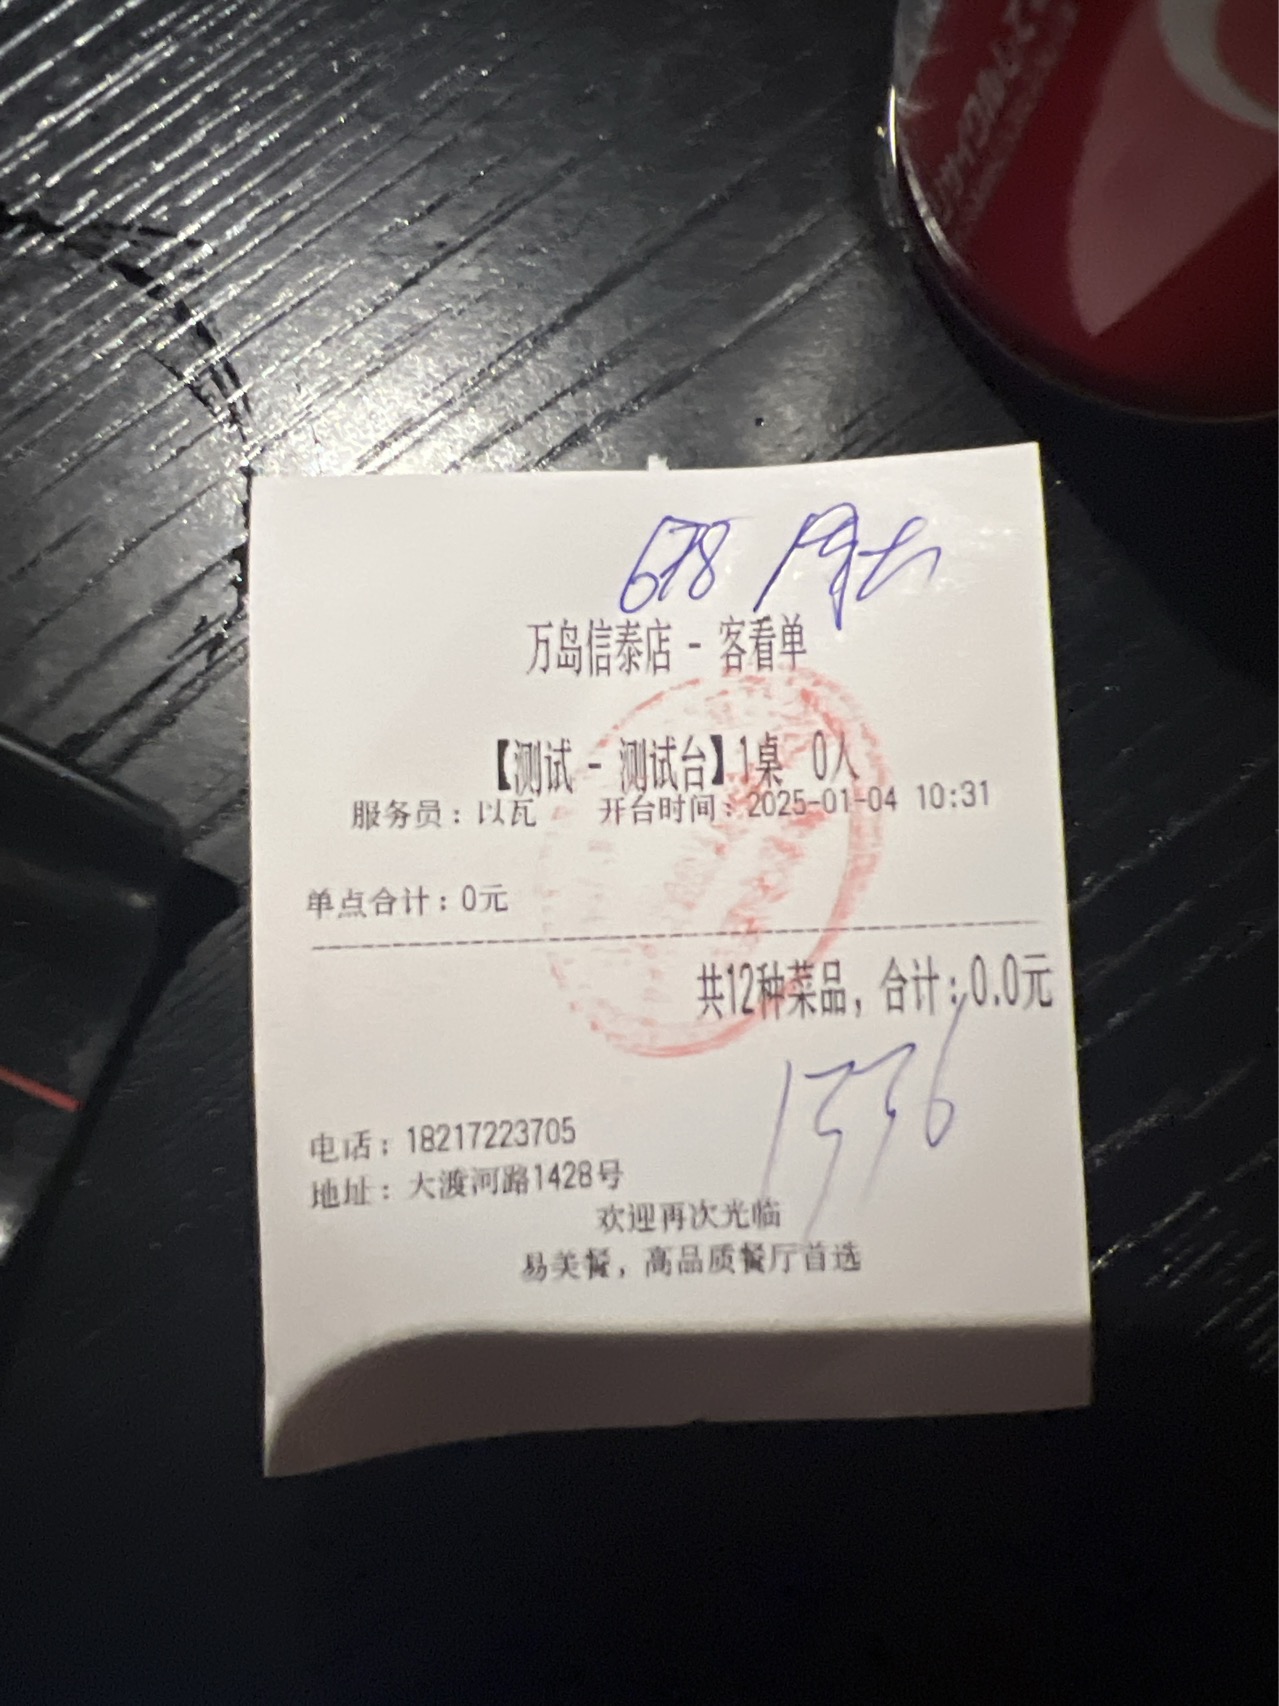 678
万岛信泰店 - 客看单
【测试 - 测试台】1桌 0人
服务员：以瓦 开台时间：2025-01-04 10:31
单点合计：0元
共12种菜品，合计：0.0元
电话：18217223705
地址：大渡河路1428号
欢迎再次光临
易美餐，高品质餐厅首选